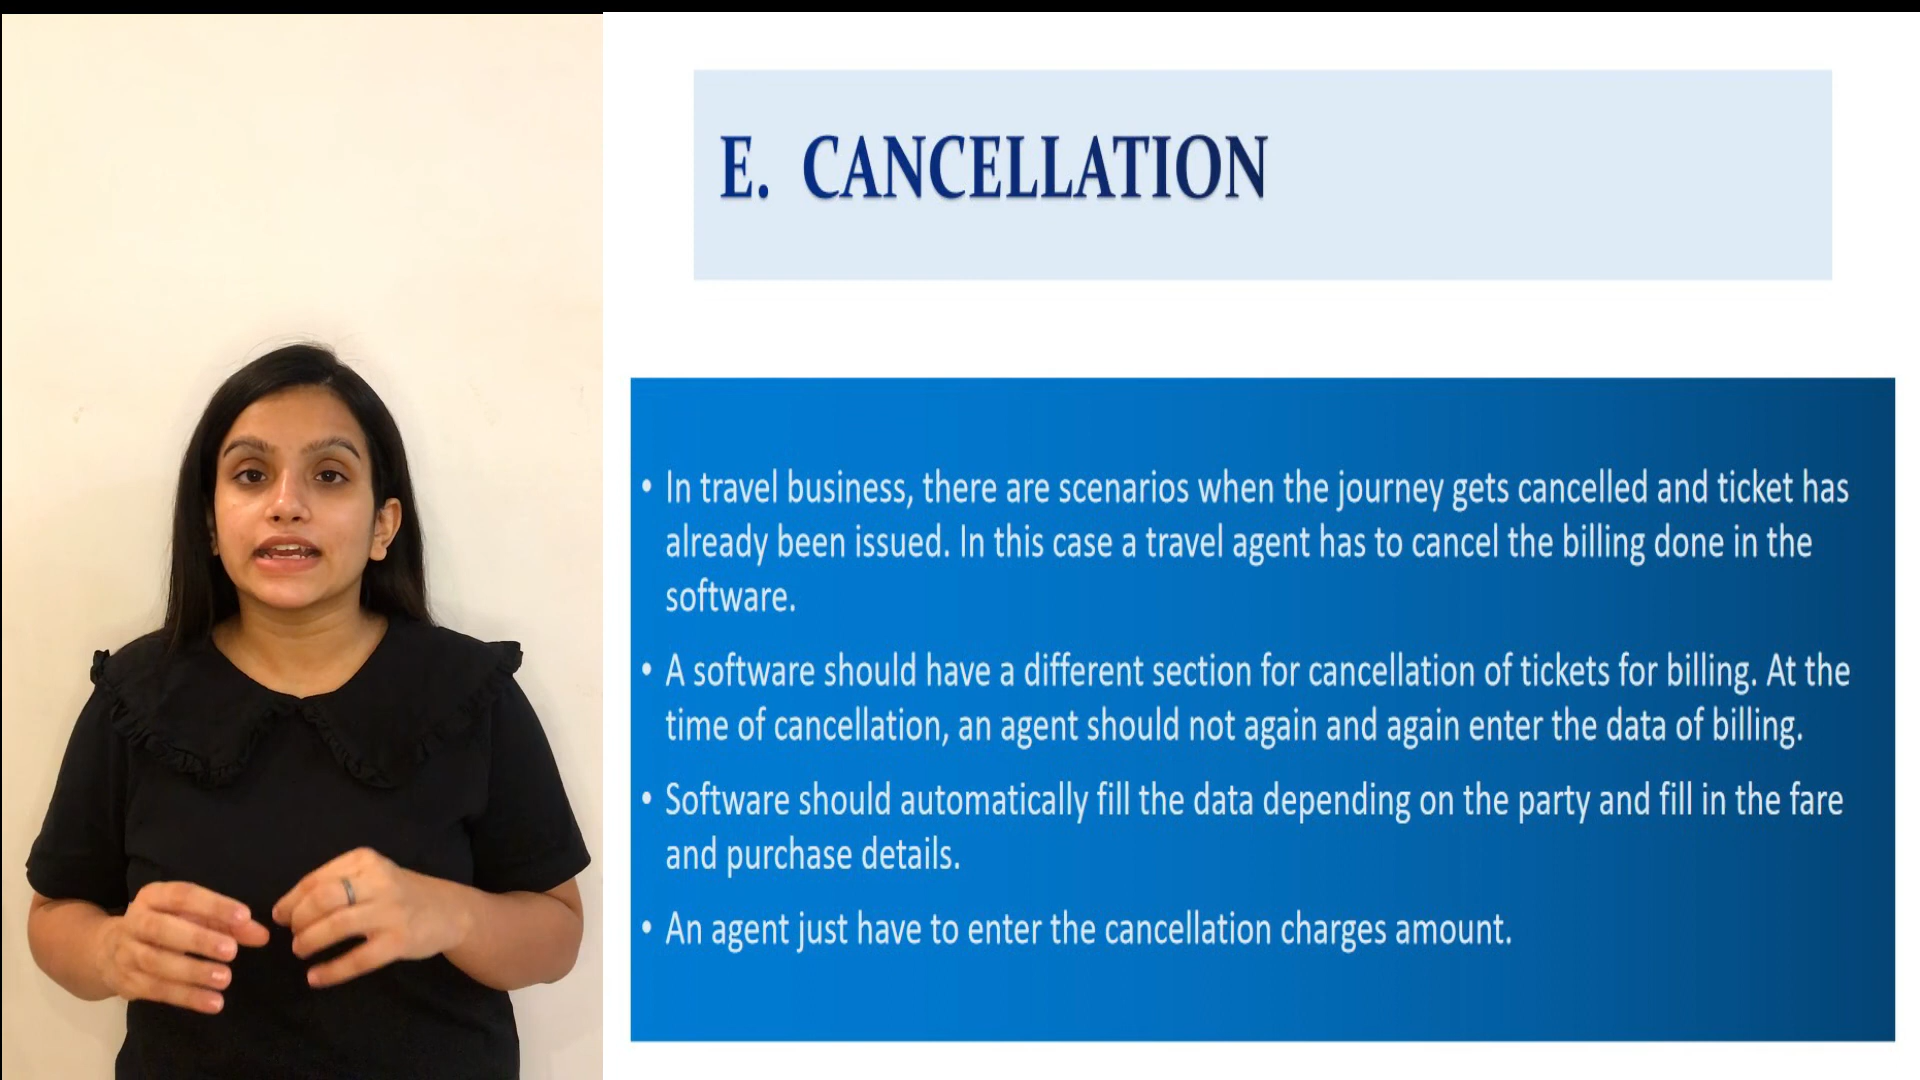 E. CANCELLATION
• In travel business, there are scenarios when the journey gets cancelled and ticket has
already been issued. In this case a travel agent has to cancel the billing done in the
software.
• A software should have a different section for cancellation of tickets for billing. At the
time of cancellation, an agent should not again and again enter the data of billing.
• Software should automatically fill the data depending on the party and fill in the fare
and purchase details.
• An agent just have to enter the cancellation charges amount.